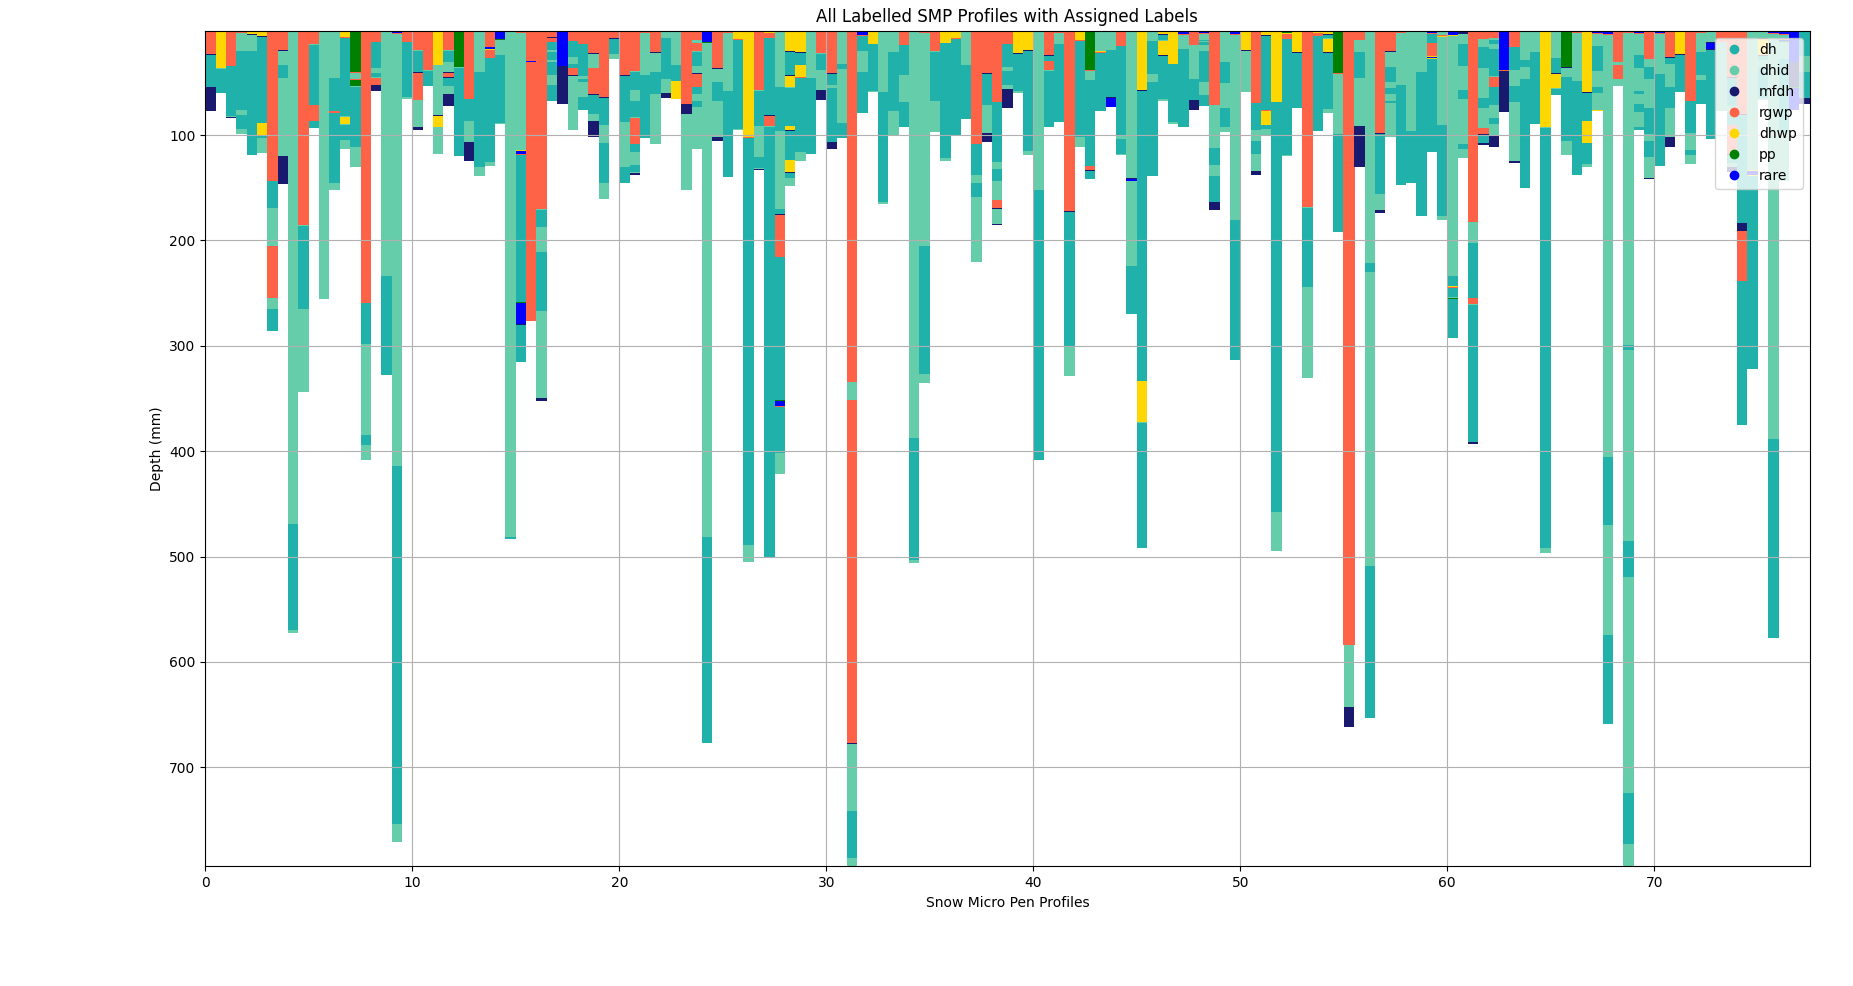 All Labelled SMP Profiles with Assigned Labels
dh
dhid
mfdh
rgwp
dhwp
pp
rare
100
200
300
400
500
600
700
Depth (mm)
0 10 20 30 40 50 60 70
Snow Micro Pen Profiles